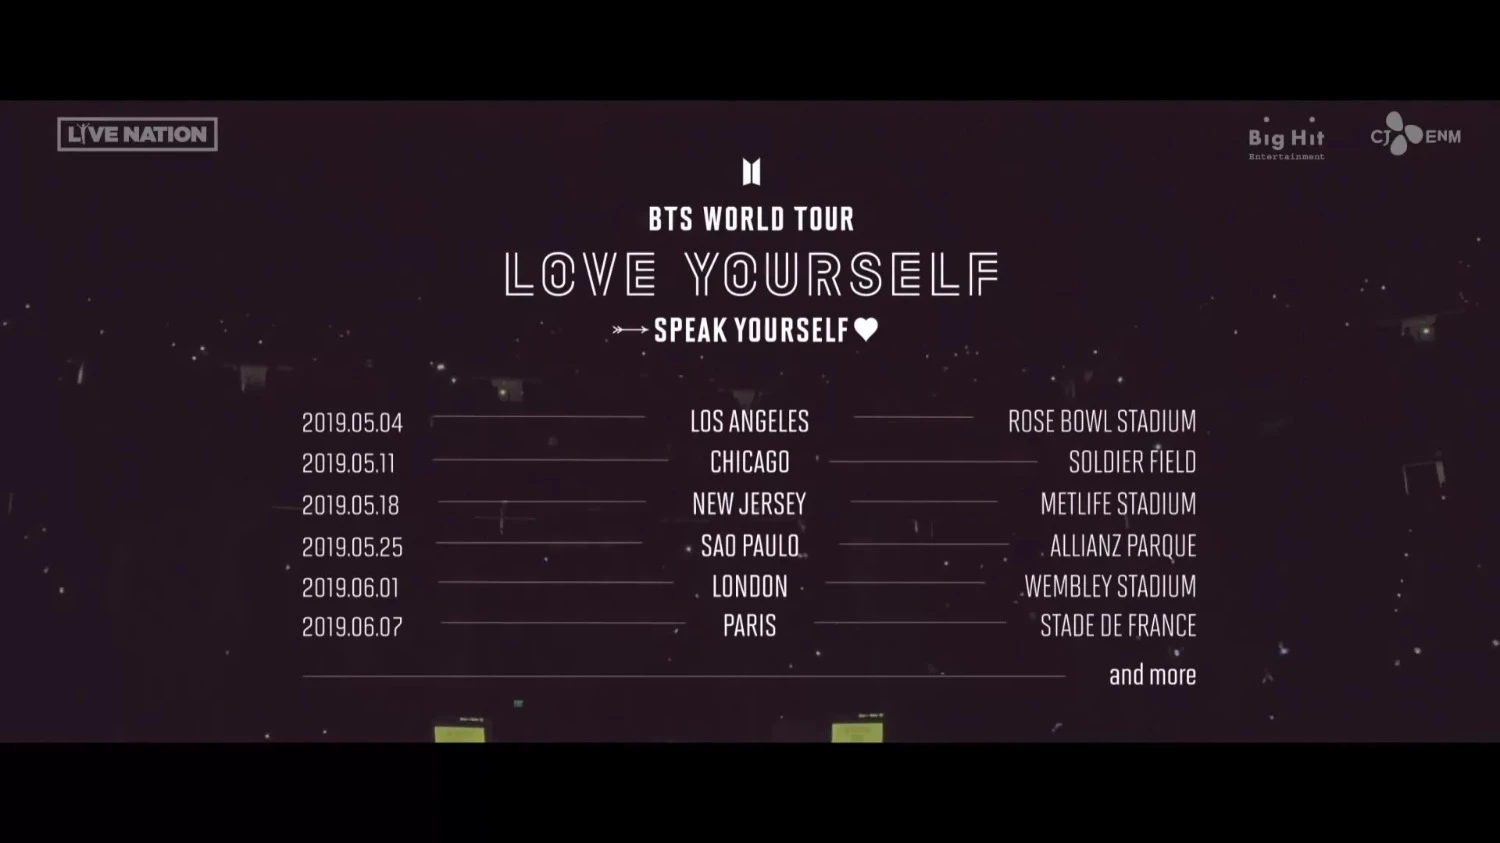 LIVE NATION
Big Hit
Entertainment
CJ ENM
BTS WORLD TOUR
LOVE YOURSELF
SPEAK YOURSELF
2019.05.04 LOS ANGELES ROSE BOWL STADIUM
2019.05.11 CHICAGO SOLDIER FIELD
2019.05.18 NEW JERSEY METLIFE STADIUM
2019.05.25 SAO PAULO ALLIANZ PARQUE
2019.06.01 LONDON WEMBLEY STADIUM
2019.06.07 PARIS STADE DE FRANCE
and more